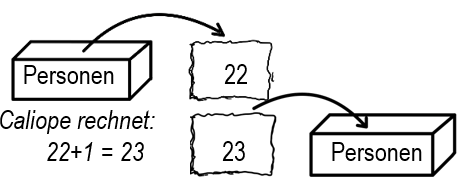 Personen
22
Caliope rechnet:
22+1 = 23
23
Personen